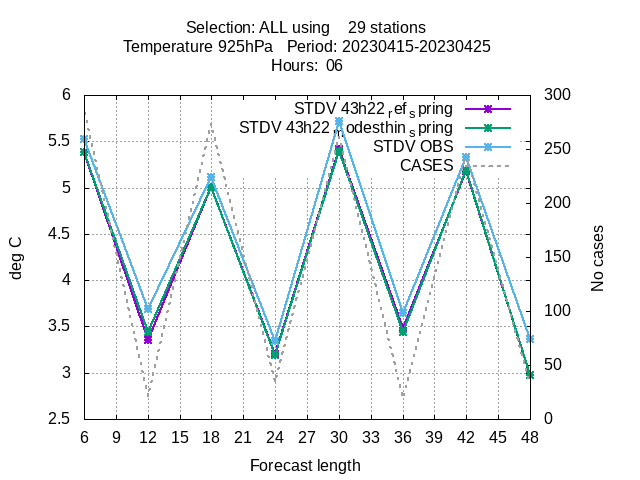 Selection: ALL using    29 stations
Temperature 925hPa   Period: 20230415-20230425
Hours:  06
STDV 43h22_ref_spring
STDV 43h22_nodesthin_spring
STDV OBS
CASES
6
5.5
5
4.5
4
3.5
3
2.5
deg C
300
250
200
150
100
50
0
No cases
6 9 12 15 18 21 24 27 30 33 36 39 42 45 48
Forecast length